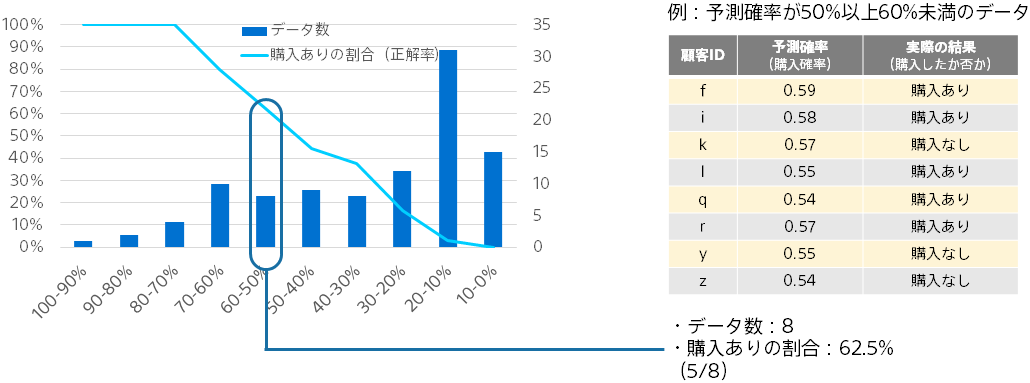 例：予測確率が50%以上60%未満のデータ
100%
90%
80%
70%
60%
50%
40%
30%
20%
10%
0%
データ数
購入ありの割合（正解率）
35
30
25
20
15
10
5
0
100-90%
90-80%
80-70%
70-60%
60-50%
50-40%
40-30%
30-20%
20-10%
10-0%
顧客ID 予測確率（購入確率） 実際の結果（購入したか否か）
f 0.59 購入あり
i 0.58 購入あり
k 0.57 購入なし
l 0.55 購入あり
q 0.54 購入あり
r 0.57 購入あり
y 0.55 購入なし
z 0.54 購入なし
・データ数：8
・購入ありの割合：62.5%
（5/8）